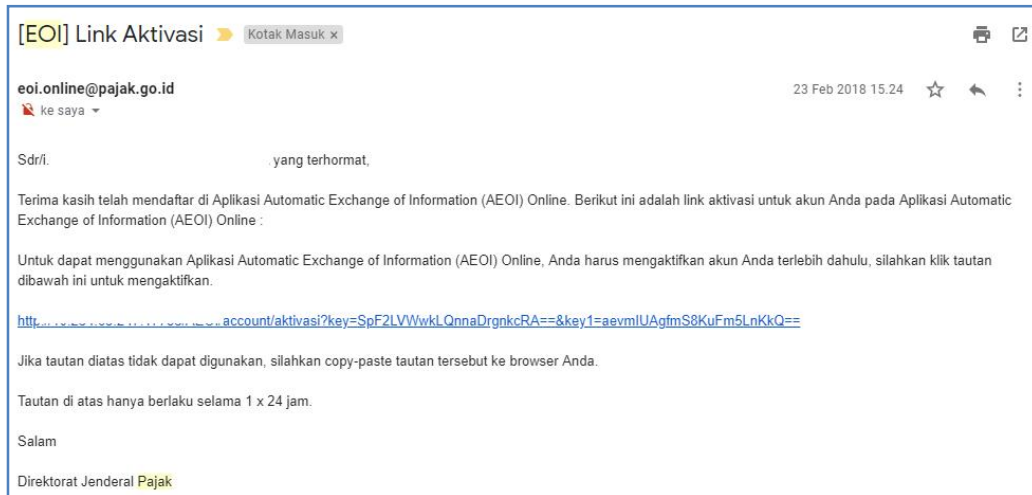 [EOI] Link Aktivasi Kotak Masuk x
eoi.online@pajak.go.id 23 Feb 2018 15.24
ke saya
Sdr/i. yang terhormat,
Terima kasih telah mendaftar di Aplikasi Automatic Exchange of Information (AEOI) Online. Berikut ini adalah link aktivasi untuk akun Anda pada Aplikasi Automatic
Exchange of Information (AEOI) Online :
Untuk dapat menggunakan Aplikasi Automatic Exchange of Information (AEOI) Online, Anda harus mengaktifkan akun Anda terlebih dahulu, silahkan klik tautan
dibawah ini untuk mengaktifkan.
account/aktivasi?key=SpF2LVWwkLQnnaDrgnkcRA==&key1=aevmIUAgfmS8KuFm5LnKkQ==
Jika tautan diatas tidak dapat digunakan, silahkan copy-paste tautan tersebut ke browser Anda.
Tautan di atas hanya berlaku selama 1 x 24 jam.
Salam
Direktorat Jenderal Pajak